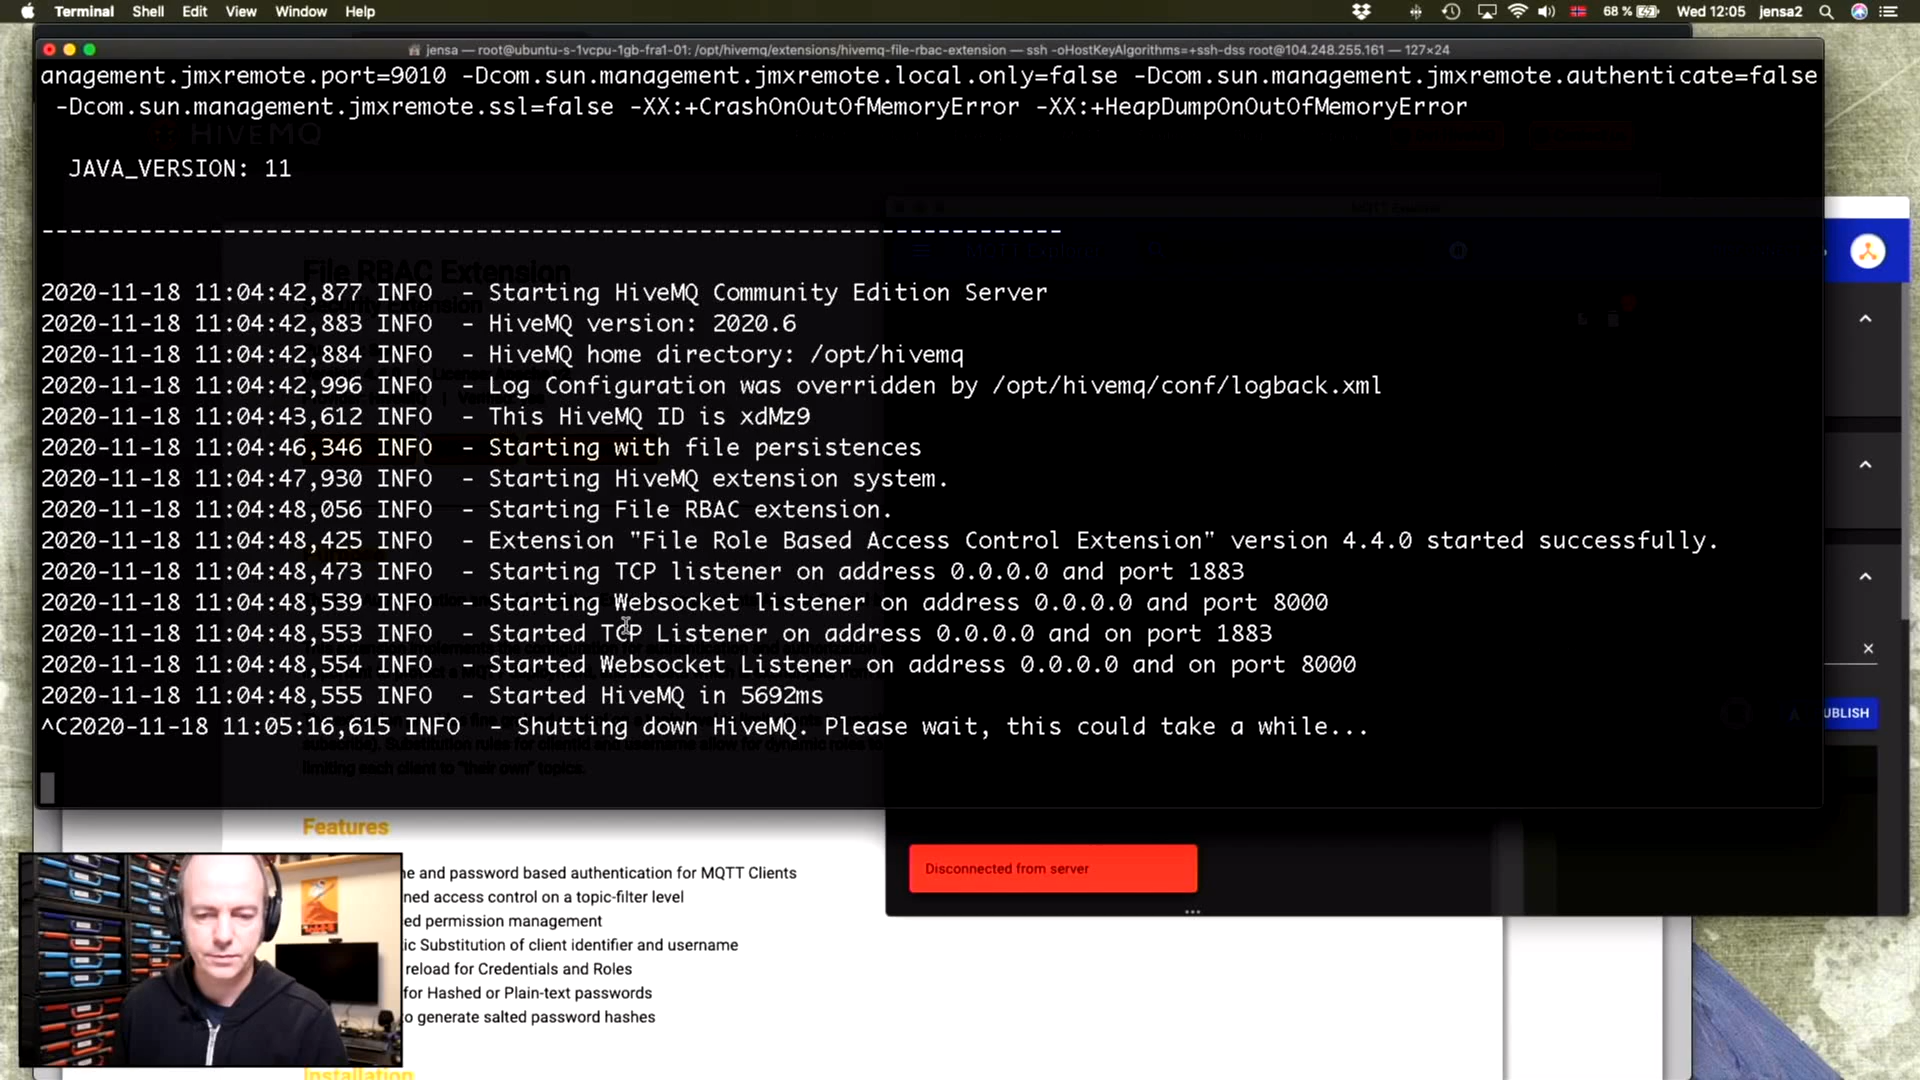 Terminal Shell Edit View Window Help 68 % Wed 12:05 jensa2
jensa — root@ubuntu-s-1vcpu-1gb-fra1-01: /opt/hivemq/extensions/hivemq-file-rbac-extension — ssh -oHostKeyAlgorithms=+ssh-dss root@104.248.255.161 — 127×24
anagement.jmxremote.port=9010 -Dcom.sun.management.jmxremote.local.only=false -Dcom.sun.management.jmxremote.authenticate=false
-Dcom.sun.management.jmxremote.ssl=false -XX:+CrashOnOutOfMemoryError -XX:+HeapDumpOnOutOfMemoryError
HIVEMQ
JAVA_VERSION: 11
-------------------------------------------------------------------------
MQTT Explorer
File RBAC Extension
2020-11-18 11:04:42,877 INFO  - Starting HiveMQ Community Edition Server
2020-11-18 11:04:42,883 INFO  - HiveMQ version: 2020.6
2020-11-18 11:04:42,884 INFO  - HiveMQ home directory: /opt/hivemq
2020-11-18 11:04:42,996 INFO  - Log Configuration was overridden by /opt/hivemq/conf/logback.xml
2020-11-18 11:04:43,612 INFO  - This HiveMQ ID is xdMz9
2020-11-18 11:04:46,346 INFO  - Starting with file persistences
2020-11-18 11:04:47,930 INFO  - Starting HiveMQ extension system.
2020-11-18 11:04:48,056 INFO  - Starting File RBAC extension.
2020-11-18 11:04:48,425 INFO  - Extension "File Role Based Access Control Extension" version 4.4.0 started successfully.
2020-11-18 11:04:48,473 INFO  - Starting TCP listener on address 0.0.0.0 and port 1883
2020-11-18 11:04:48,539 INFO  - Starting Websocket listener on address 0.0.0.0 and port 8000
2020-11-18 11:04:48,553 INFO  - Started TCP Listener on address 0.0.0.0 and on port 1883
2020-11-18 11:04:48,554 INFO  - Started Websocket Listener on address 0.0.0.0 and on port 8000
2020-11-18 11:04:48,555 INFO  - Started HiveMQ in 5692ms
^C2020-11-18 11:05:16,615 INFO  - Shutting down HiveMQ. Please wait, this could take a while...
UBLISH
limiting each client to "their own" topics.
Features
Disconnected from server
e and password based authentication for MQTT Clients
ned access control on a topic-filter level
ed permission management
ic Substitution of client identifier and username
reload for Credentials and Roles
for Hashed or Plain-text passwords
o generate salted password hashes
Installation